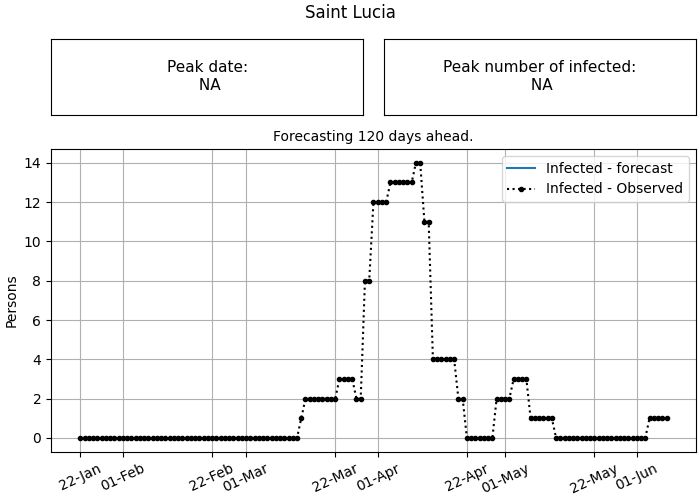 Saint Lucia
Peak date:
NA
Peak number of infected:
NA
Forecasting 120 days ahead.
Infected - forecast
Infected - Observed
Persons
14
12
10
8
6
4
2
0
22-Jan
01-Feb
22-Feb
01-Mar
22-Mar
01-Apr
22-Apr
01-May
22-May
01-Jun